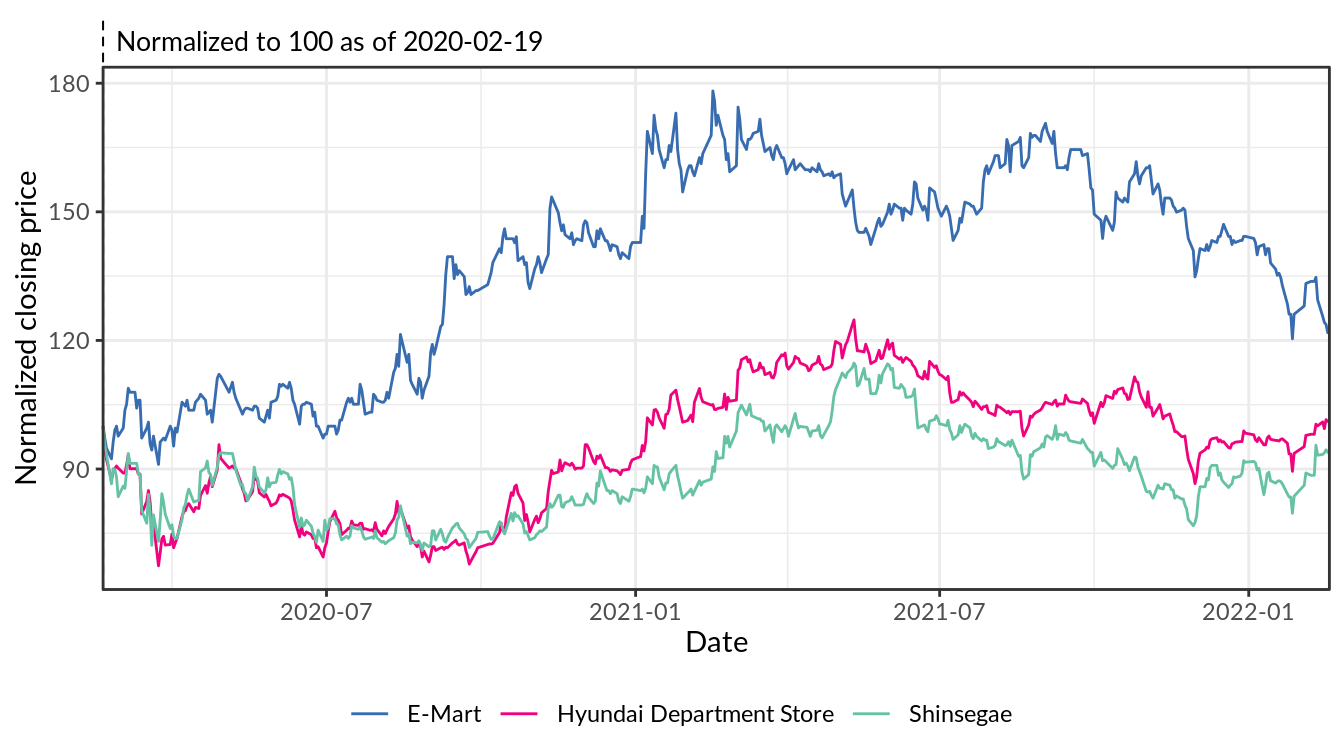 Normalized to 100 as of 2020-02-19
180
150
120
90
Normalized closing price
2020-07 2021-01 2021-07 2022-01
Date
E-Mart Hyundai Department Store Shinsegae